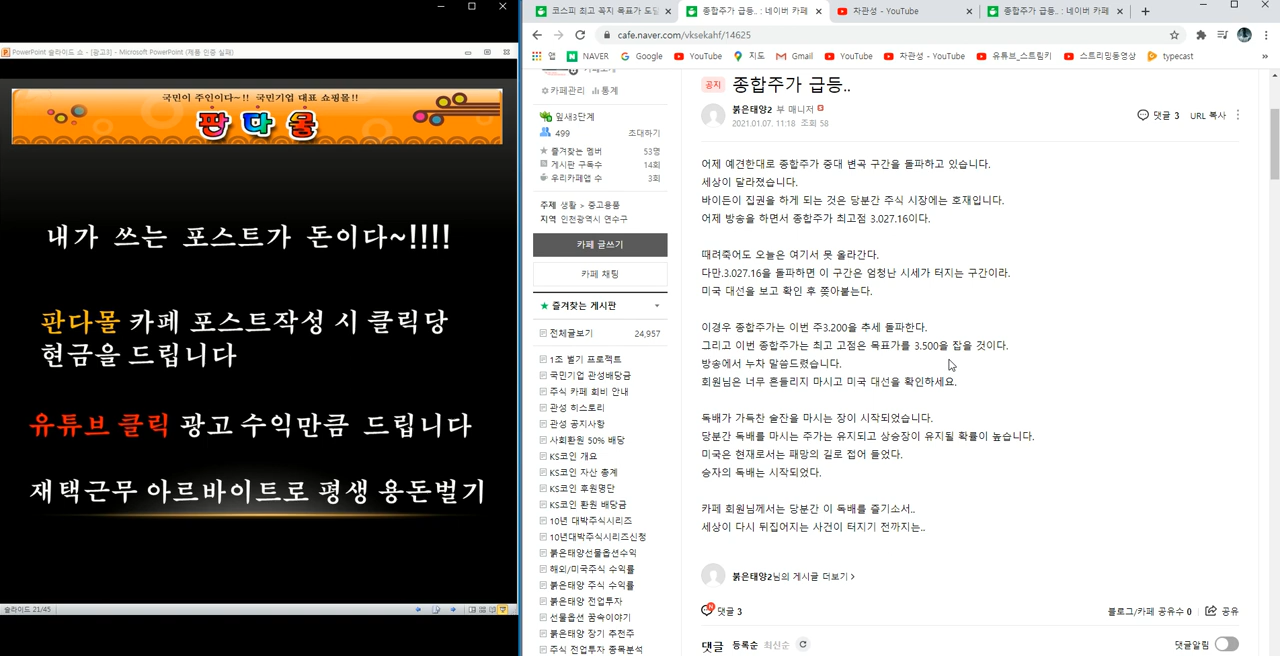 PowerPoint 슬라이드 쇼 - [광고3] - Microsoft PowerPoint (제품 인증 실패)
국민이 주인이다~!! 국민기업 대표 쇼핑몰!!
판다몰
내가 쓰는 포스트가 돈이다~!!!!
판다몰 카페 포스트작성 시 클릭당
현금을 드립니다
유튜브 클릭 광고 수익만큼 드립니다
재택근무 아르바이트로 평생 용돈벌기
슬라이드 21/45
코스피 최고 꼭지 목표가 도달
종합주가 급등.. : 네이버 카페
자관성 - YouTube
종합주가 급등.. : 네이버 카페
cafe.naver.com/vksekahf/14625
앱
NAVER
Google
YouTube
지도
Gmail
YouTube
자관성 - YouTube
유튜브_스트림키
스트리밍동영상
typecast
카페관리
통계
잎새3단계
499
초대하기
즐겨찾는 멤버 53명
게시판 구독수 14회
우리카페앱 수 3회
주제 생활 > 중고용품
지역 인천광역시 연수구
카페 글쓰기
카페 채팅
즐겨찾는 게시판
전체글보기 24,957
1조 벌기 프로젝트
국민기업 관성배당금
주식 카페 회비 안내
관성 히스토리
관성 공지사항
사회환원 50% 배당
KS코인 개요
KS코인 자산 총계
KS코인 후원명단
KS코인 환원 배당금
10년 대박주식시리즈
10년대박주식시리즈신청
붉은태양선물옵션수익
해외/미국주식 수익률
붉은태양 주식 수익률
붉은태양 전업투자
선물옵션 꿈속이야기
붉은태양 장기 추천주
주식 전업투자 종목분석
공지 종합주가 급등..
붉은태양2 부 매니저
2021.01.07. 11:18 조회 58
댓글 3 URL 복사
어제 예견한대로 종합주가 중대 변곡 구간을 돌파하고 있습니다.
세상이 달라졌습니다.
바이든이 집권을 하게 되는 것은 당분간 주식 시장에는 호재입니다.
어제 방송을 하면서 종합주가 최고점 3.027.16이다.
때려죽어도 오늘은 여기서 못 올라간다.
다만.3.027.16을 돌파하면 이 구간은 엄청난 시세가 터지는 구간이라.
미국 대선을 보고 확인 후 쫓아붙는다.
이경우 종합주가는 이번 주3.200을 추세 돌파한다.
그리고 이번 종합주가는 최고 고점은 목표가를 3.500을 잡을 것이다.
방송에서 누차 말씀드렸습니다.
회원님은 너무 흔들리지 마시고 미국 대선을 확인하세요.
독배가 가득찬 술잔을 마시는 장이 시작되었습니다.
당분간 독배를 마시는 주가는 유지되고 상승장이 유지될 확률이 높습니다.
미국은 현재로서는 패망의 길로 접어 들었다.
승자의 독배는 시작되었다.
카페 회원님께서는 당분간 이 독배를 즐기소서..
세상이 다시 뒤집어지는 사건이 터지기 전까지는..
붉은태양2님의 게시글 더보기 >
댓글 3
블로그/카페 공유수 0 공유
댓글 등록순 최신순
댓글알림